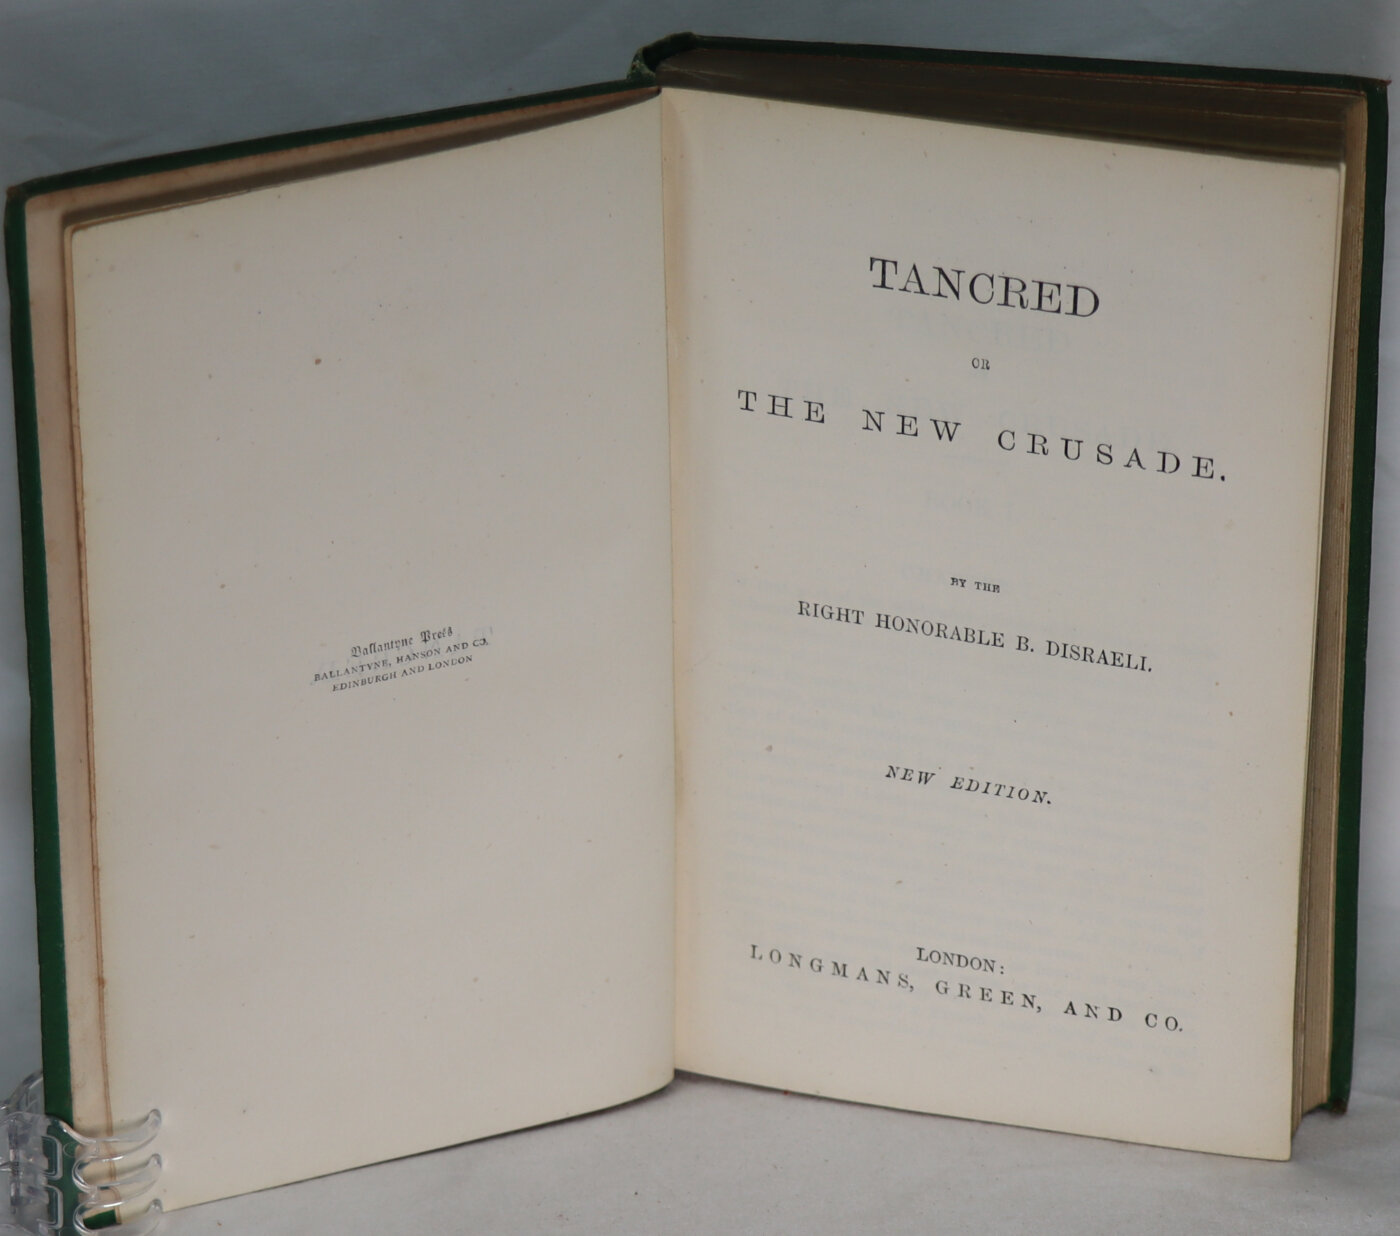 Ballantyne Press
BALLANTYNE, HANSON AND CO.
EDINBURGH AND LONDON
TANCRED
OR
THE NEW CRUSADE.
BY THE
RIGHT HONORABLE B. DISRAELI.
NEW EDITION.
LONDON:
LONGMANS, GREEN, AND CO.